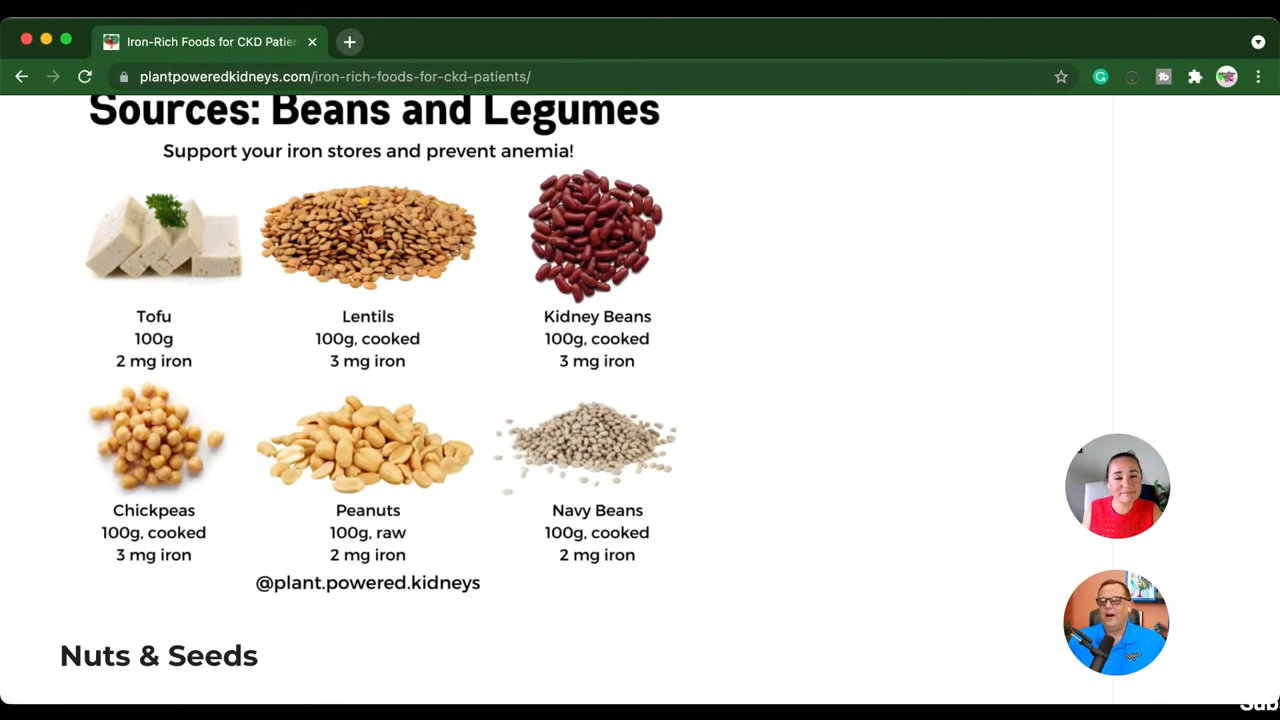 Iron-Rich Foods for CKD Patien
plantpoweredkidneys.com/iron-rich-foods-for-ckd-patients/
Sources: Beans and Legumes
Support your iron stores and prevent anemia!
Tofu
100g
2 mg iron
Lentils
100g, cooked
3 mg iron
Kidney Beans
100g, cooked
3 mg iron
Chickpeas
100g, cooked
3 mg iron
Peanuts
100g, raw
2 mg iron
Navy Beans
100g, cooked
2 mg iron
@plant.powered.kidneys
Nuts & Seeds
Sub